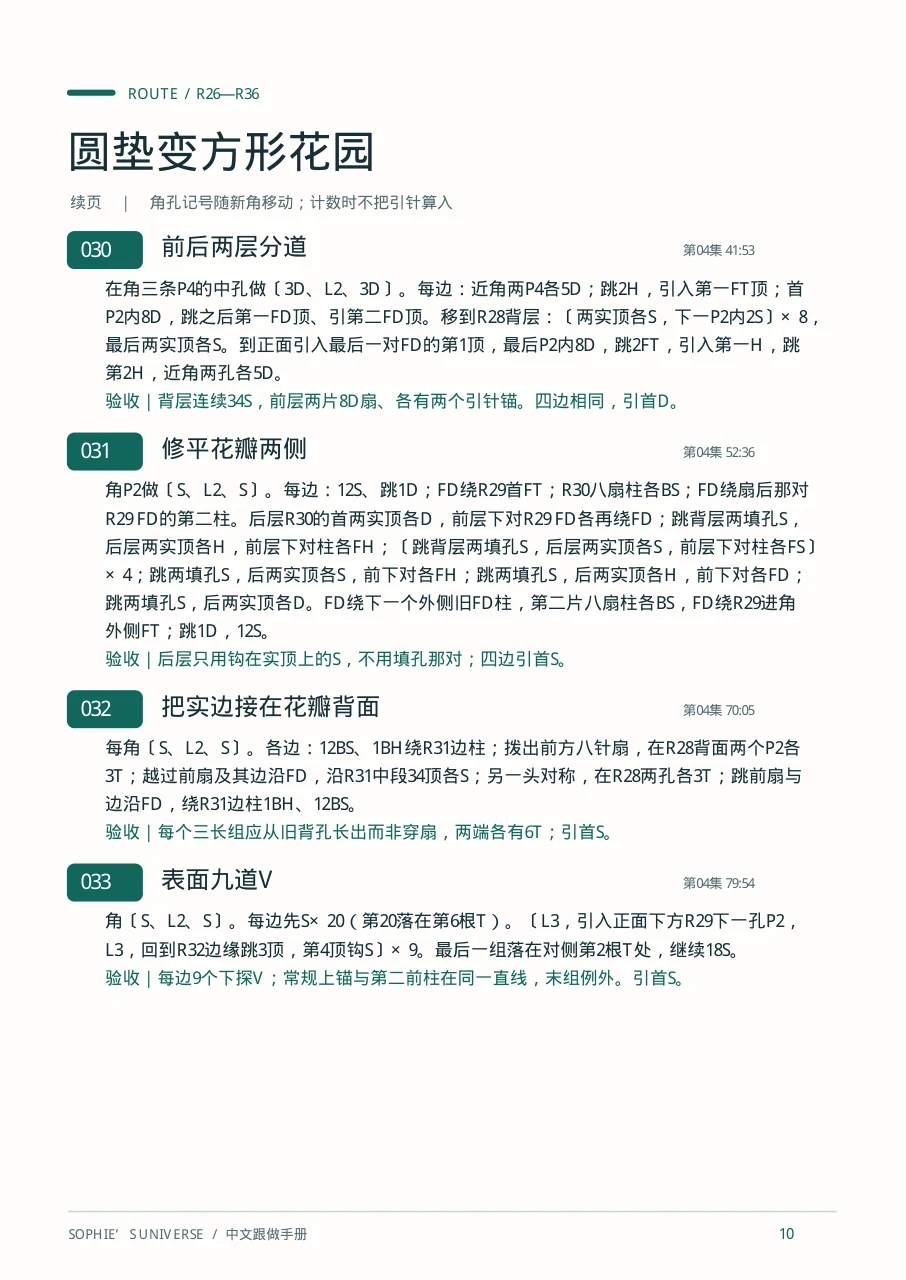 ROUTE / R26—R36
圆垫变方形花园
续页 | 角孔记号随新角移动；计数时不把引针算入
030 前后两层分道 第04集 41:53
在角三条P4的中孔做〔3D、L2、3D〕。每边：近角两P4各5D；跳2H，引入第一FT顶；首
P2内8D，跳之后第一FD顶、引第二FD顶。移到R28背层：〔两实顶各S，下一P2内2S〕× 8，
最后两实顶各S。到正面引入最后一对FD的第1顶，最后P2内8D，跳2FT，引入第一H，跳
第2H，近角两孔各5D。
验收｜背层连续34S，前层两片8D扇、各有两个引针锚。四边相同，引首D。
031 修平花瓣两侧 第04集 52:36
角P2做〔S、L2、S〕。每边：12S、跳1D；FD绕R29首FT；R30八扇柱各BS；FD绕扇后那对
R29 FD的第二柱。后层R30的首两实顶各D，前层下对R29 FD各再绕FD；跳背层两填孔S，
后层两实顶各H，前层下对柱各FH；〔跳背层两填孔S，后层两实顶各S，前层下对柱各FS〕
× 4；跳两填孔S，后两实顶各S，前下对各FH；跳两填孔S，后两实顶各H，前下对各FD；
跳两填孔S，后两实顶各D。FD绕下一个外侧旧FD柱，第二片八扇柱各BS，FD绕R29进角
外侧FT；跳1D，12S。
验收｜后层只用钩在实顶上的S，不用填孔那对；四边引首S。
032 把实边接在花瓣背面 第04集 70:05
每角〔S、L2、S〕。各边：12BS、1BH绕R31边柱；拨出前方八针扇，在R28背面两个P2各
3T；越过前扇及其边沿FD，沿R31中段34顶各S；另一头对称，在R28两孔各3T；跳前扇与
边沿FD，绕R31边柱1BH、12BS。
验收｜每个三长组应从旧背孔长出而非穿扇，两端各有6T；引首S。
033 表面九道V 第04集 79:54
角〔S、L2、S〕。每边先S× 20（第20落在第6根T）。〔L3，引入正面下方R29下一孔P2，
L3，回到R32边缘跳3顶，第4顶钩S〕× 9。最后一组落在对侧第2根T处，继续18S。
验收｜每边9个下探V；常规上锚与第二前柱在同一直线，末组例外。引首S。
SOPHIE’S UNIVERSE / 中文跟做手册 10